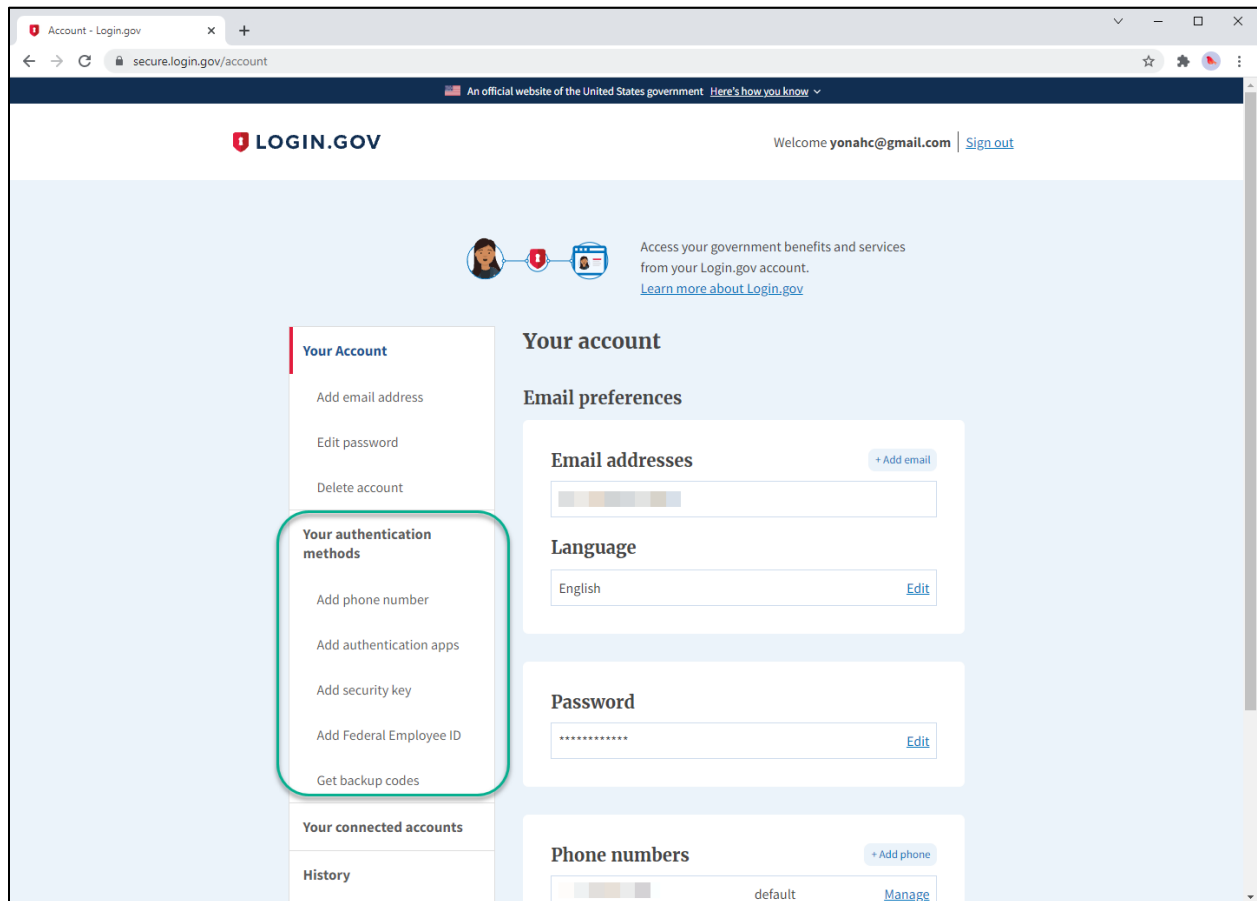 Account - Login.gov
secure.login.gov/account
An official website of the United States government Here's how you know
LOGIN.GOV
Welcome yonahc@gmail.com Sign out
Access your government benefits and services
from your Login.gov account.
Learn more about Login.gov
Your Account
Add email address
Edit password
Delete account
Your authentication
methods
Add phone number
Add authentication apps
Add security key
Add Federal Employee ID
Get backup codes
Your connected accounts
History
Your account
Email preferences
Email addresses
+ Add email
Language
English Edit
Password
************ Edit
Phone numbers
+ Add phone
default Manage